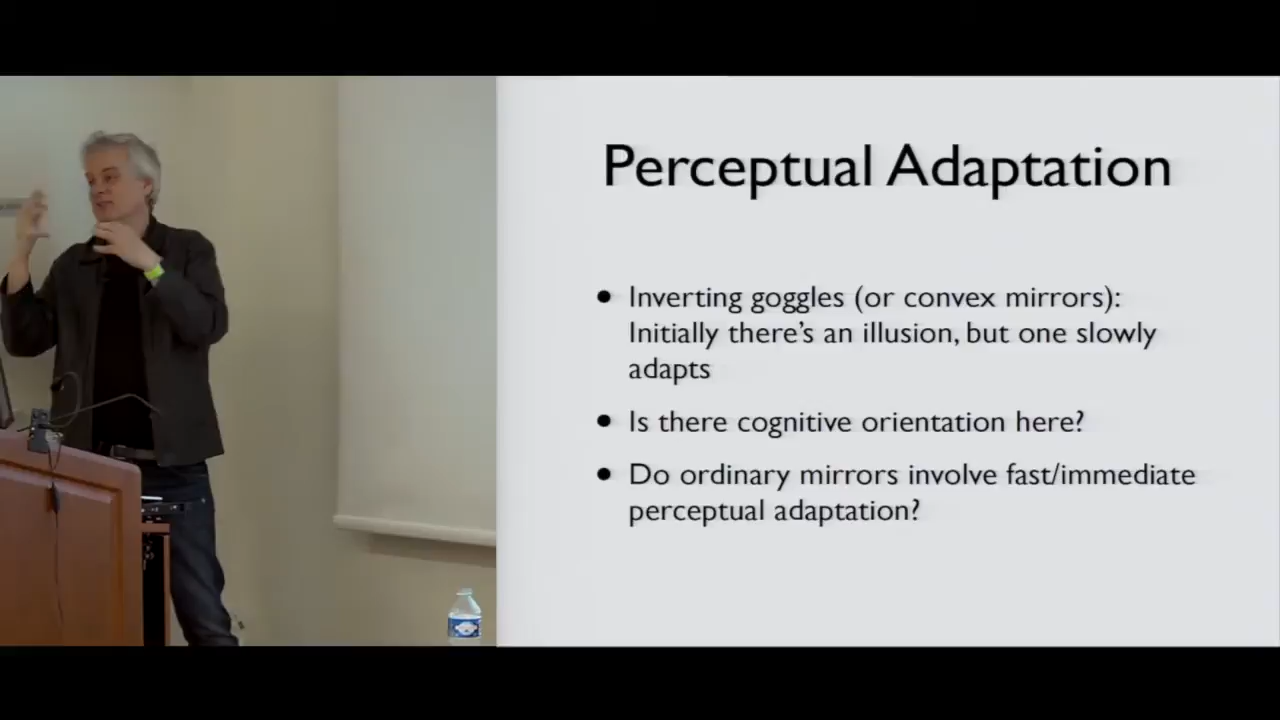 Perceptual Adaptation
• Inverting goggles (or convex mirrors):
Initially there's an illusion, but one slowly
adapts
• Is there cognitive orientation here?
• Do ordinary mirrors involve fast/immediate
perceptual adaptation?